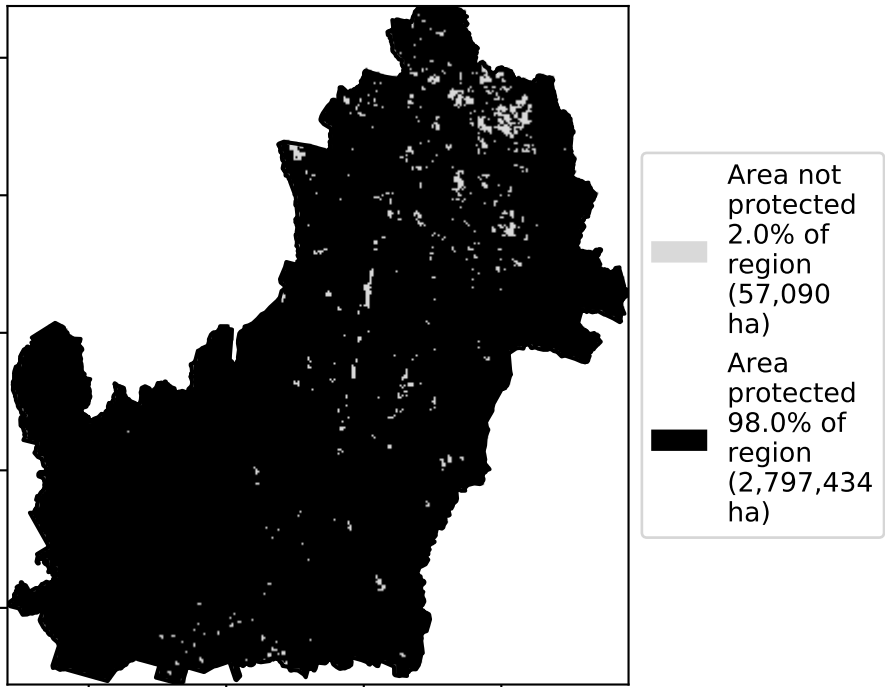 Area not
protected
2.0% of
region
(57,090
ha)
Area
protected
98.0% of
region
(2,797,434
ha)